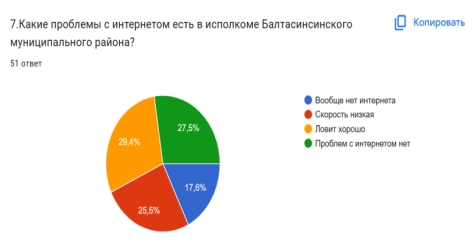 7.Какие проблемы с интернетом есть в исполкоме Балтасинсинского
муниципального района?
Копировать
51 ответ
Вообще нет интернета
Скорость низкая
Ловит хорошо
Проблем с интернетом нет
27,5%
29,4%
17,6%
25,5%